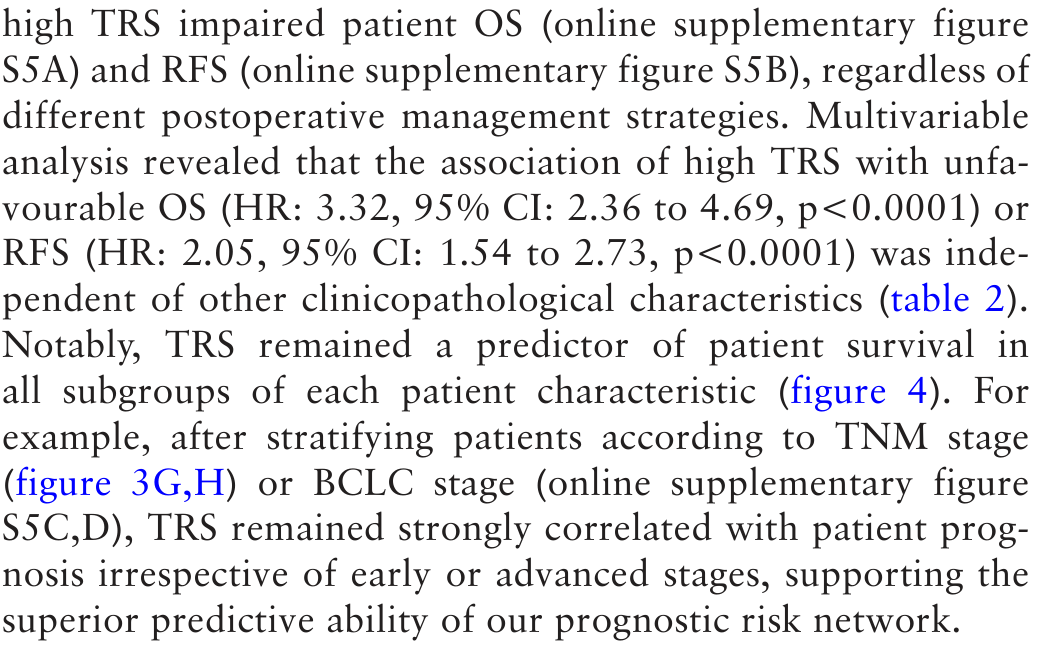 high TRS impaired patient OS (online supplementary figure
S5A) and RFS (online supplementary figure S5B), regardless of
different postoperative management strategies. Multivariable
analysis revealed that the association of high TRS with unfa-
vourable OS (HR: 3.32, 95% CI: 2.36 to 4.69, p<0.0001) or
RFS (HR: 2.05, 95% CI: 1.54 to 2.73, p<0.0001) was inde-
pendent of other clinicopathological characteristics (table 2).
Notably, TRS remained a predictor of patient survival in
all subgroups of each patient characteristic (figure 4). For
example, after stratifying patients according to TNM stage
(figure 3G,H) or BCLC stage (online supplementary figure
S5C,D), TRS remained strongly correlated with patient prog-
nosis irrespective of early or advanced stages, supporting the
superior predictive ability of our prognostic risk network.